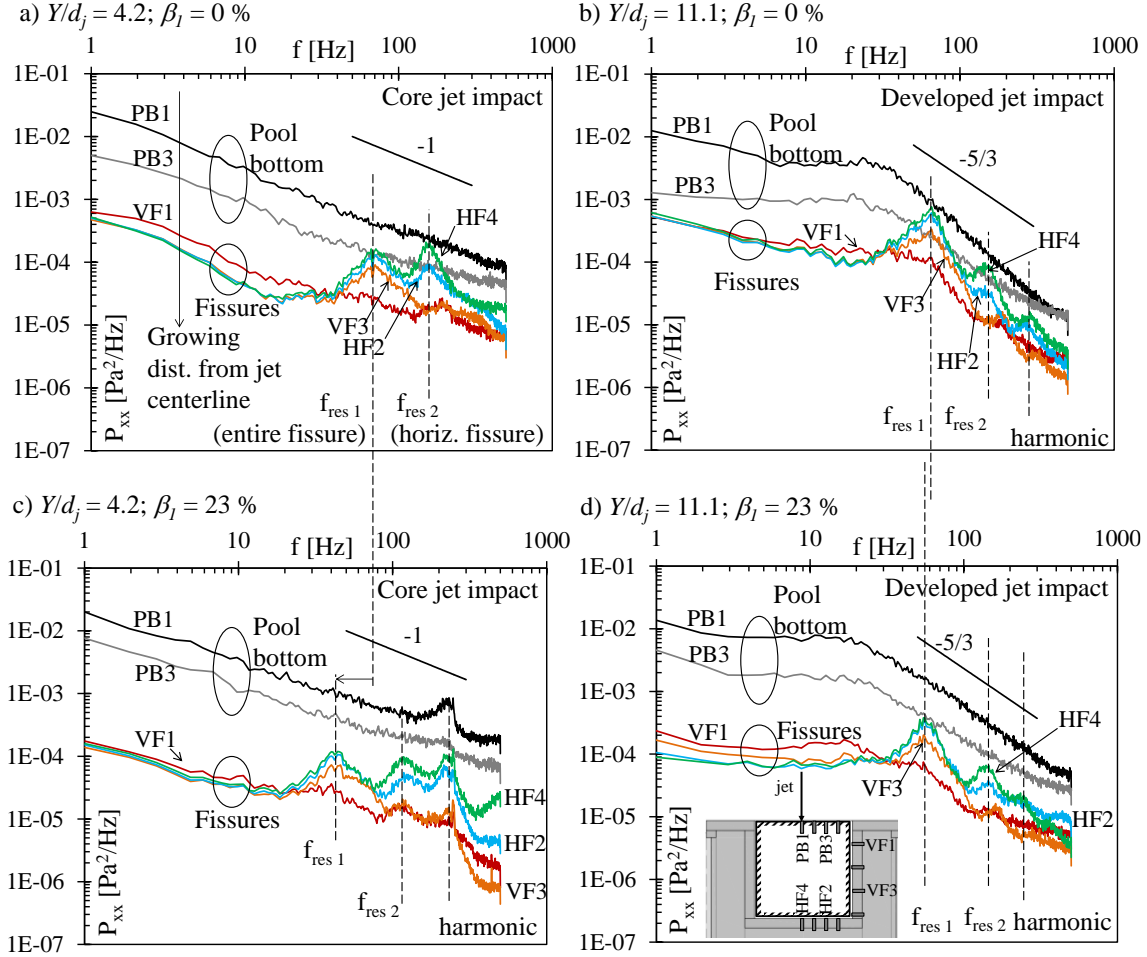 a) Y/dj = 4.2; β1 = 0 %
f [Hz]
1 10 100 1000
1E-01
1E-02
1E-03
1E-04
1E-05
1E-06
1E-07
Pxx [Pa²/Hz]
Core jet impact
PB1
PB3
Pool
bottom
-1
VF1
HF4
Fissures
VF3
HF2
Growing
dist. from jet
centerline
fres 1
(entire fissure)
fres 2
(horiz. fissure)
b) Y/dj = 11.1; β1 = 0 %
f [Hz]
1 10 100 1000
1E-01
1E-02
1E-03
1E-04
1E-05
1E-06
1E-07
Pxx [Pa²/Hz]
Developed jet impact
PB1
Pool
bottom
-5/3
PB3
VF1
HF4
Fissures
VF3
HF2
fres 1
fres 2
harmonic
c) Y/dj = 4.2; β1 = 23 %
1 10 100 1000
f [Hz]
1E-01
1E-02
1E-03
1E-04
1E-05
1E-06
1E-07
Pxx [Pa²/Hz]
Core jet impact
PB1
Pool
bottom
-1
PB3
VF1
Fissures
HF4
HF2
VF3
fres 1
fres 2
harmonic
d) Y/dj = 11.1; β1 = 23 %
1 10 100 1000
f [Hz]
1E-01
1E-02
1E-03
1E-04
1E-05
1E-06
1E-07
Pxx [Pa²/Hz]
Developed jet impact
Pool
bottom
PB1
-5/3
PB3
HF4
VF1
Fissures
jet
VF3
HF2
PB1
PB3
VF1
VF3
HF4
HF2
fres 1
fres 2
harmonic